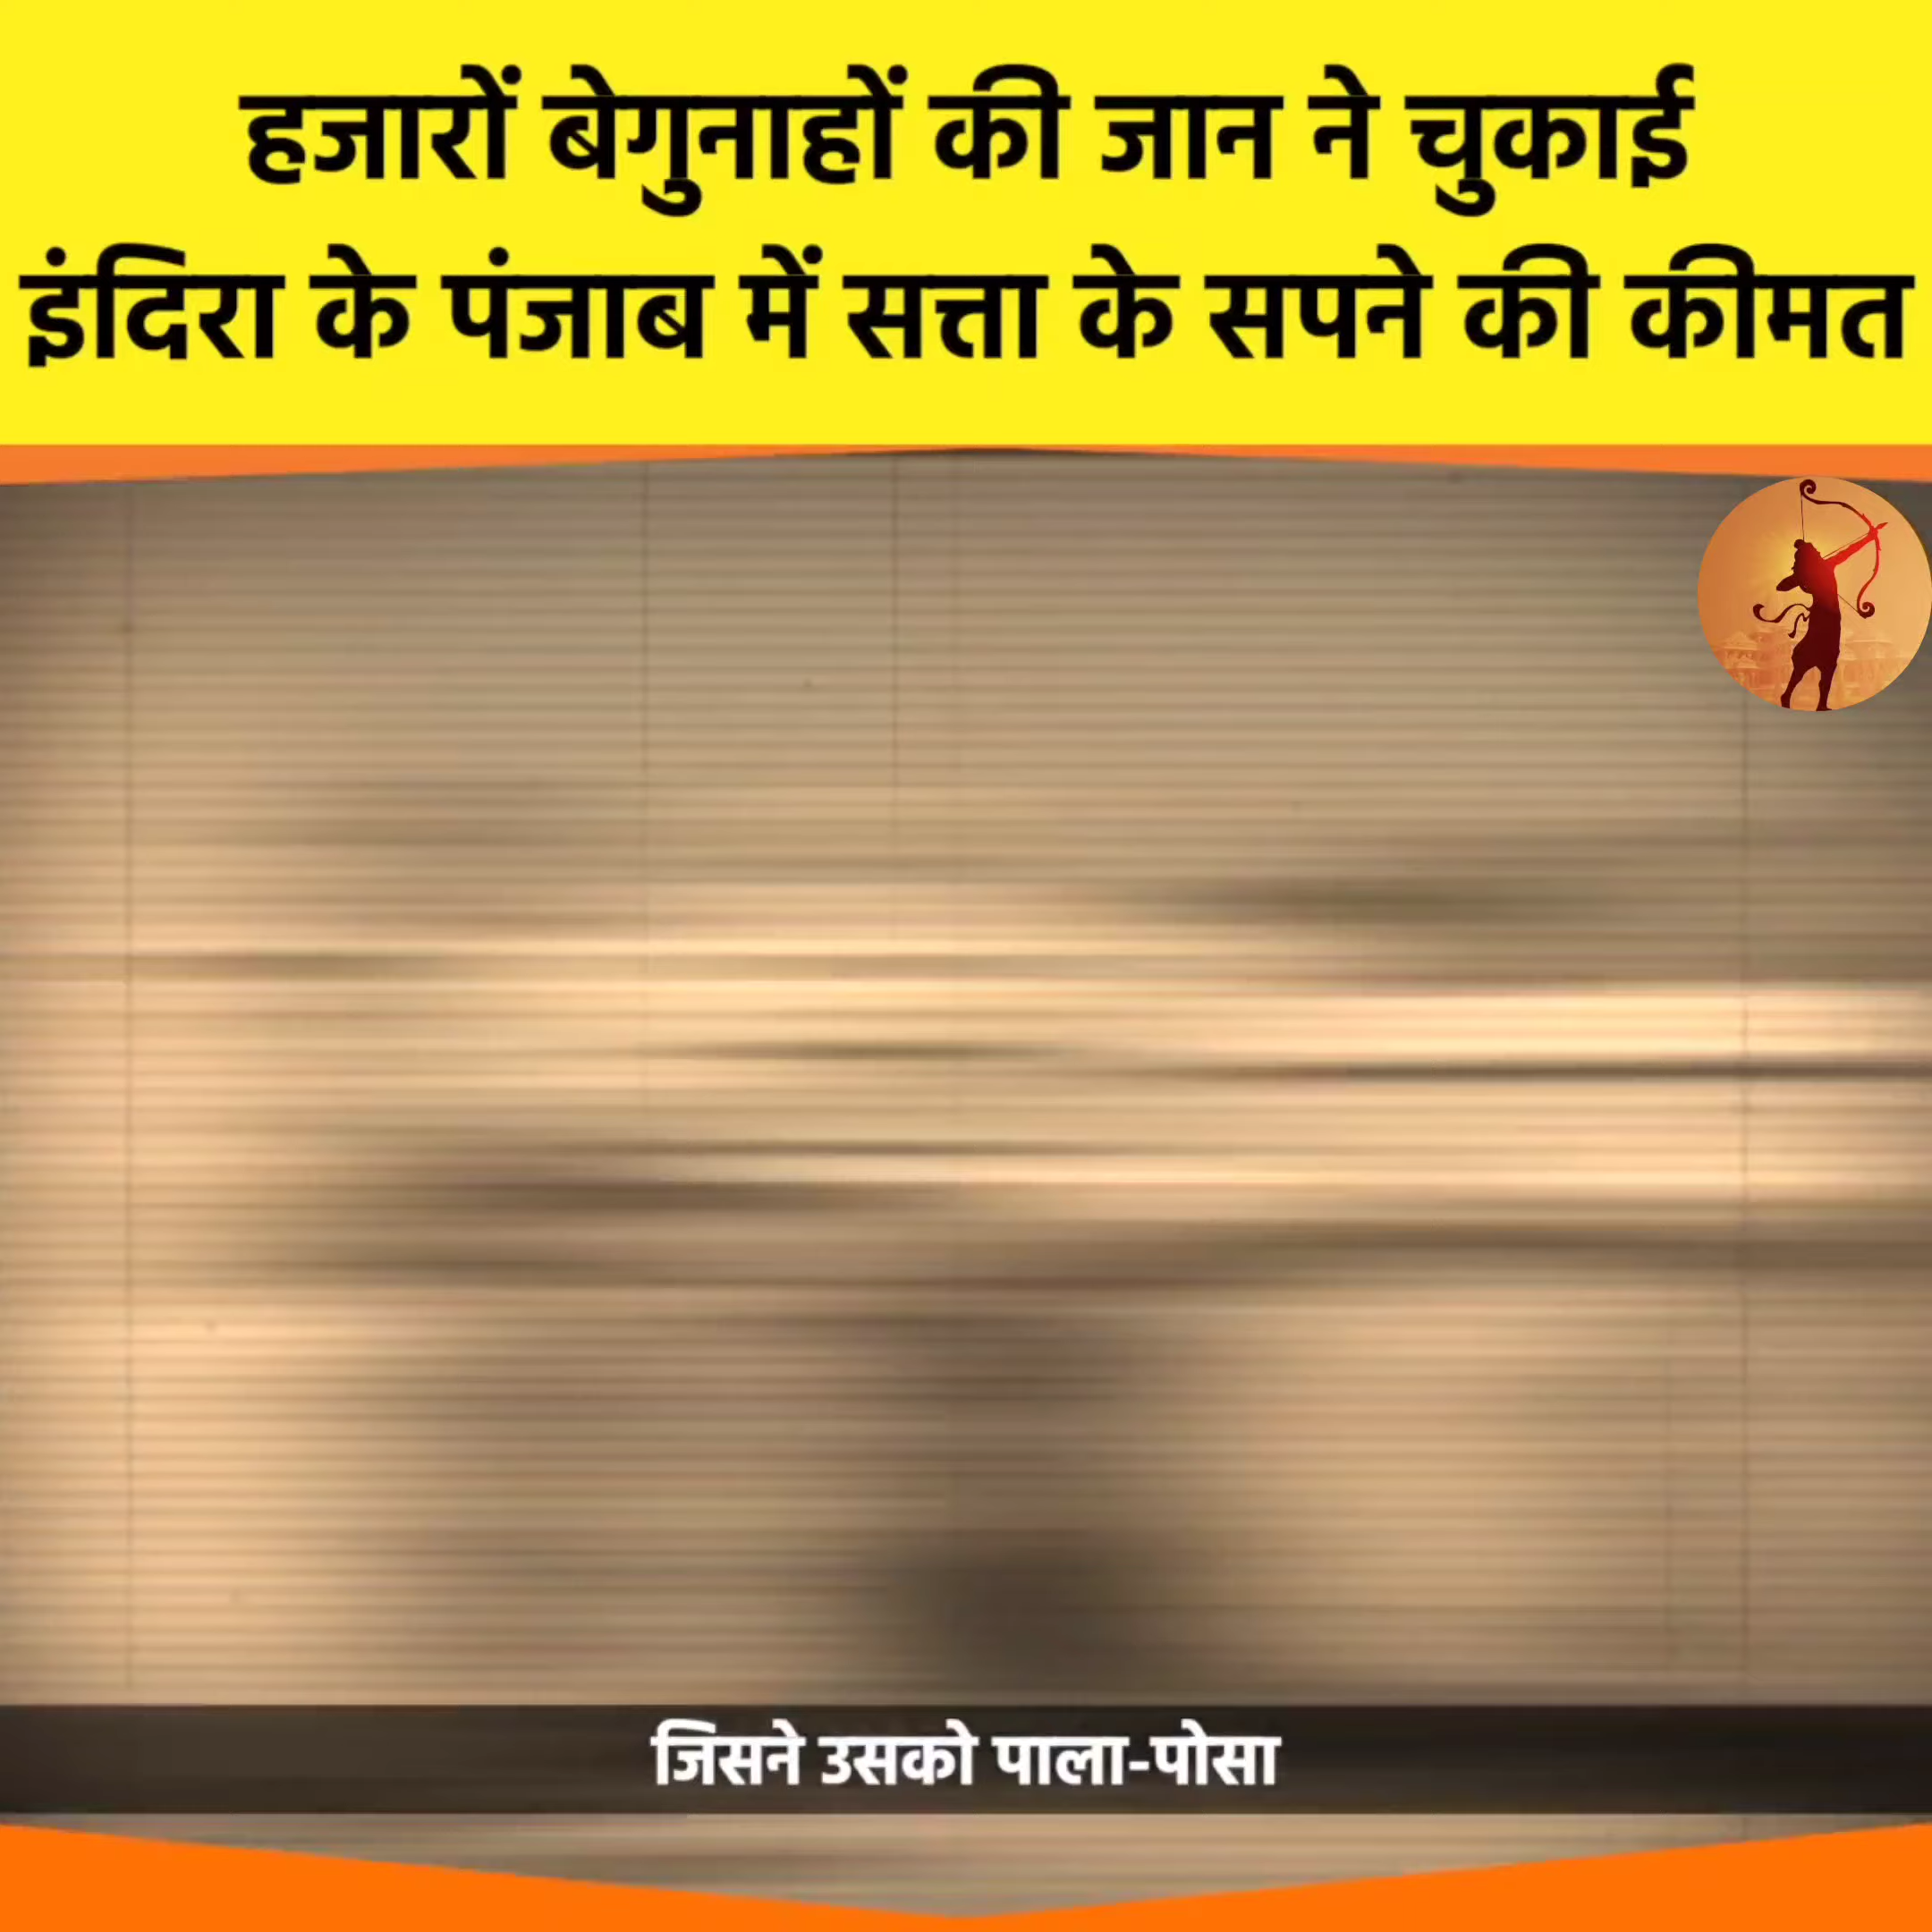 हजारों बेगुनाहों की जान ने चुकाई
इंदिरा के पंजाब में सत्ता के सपने की कीमत
जिसने उसको पाला-पोसा